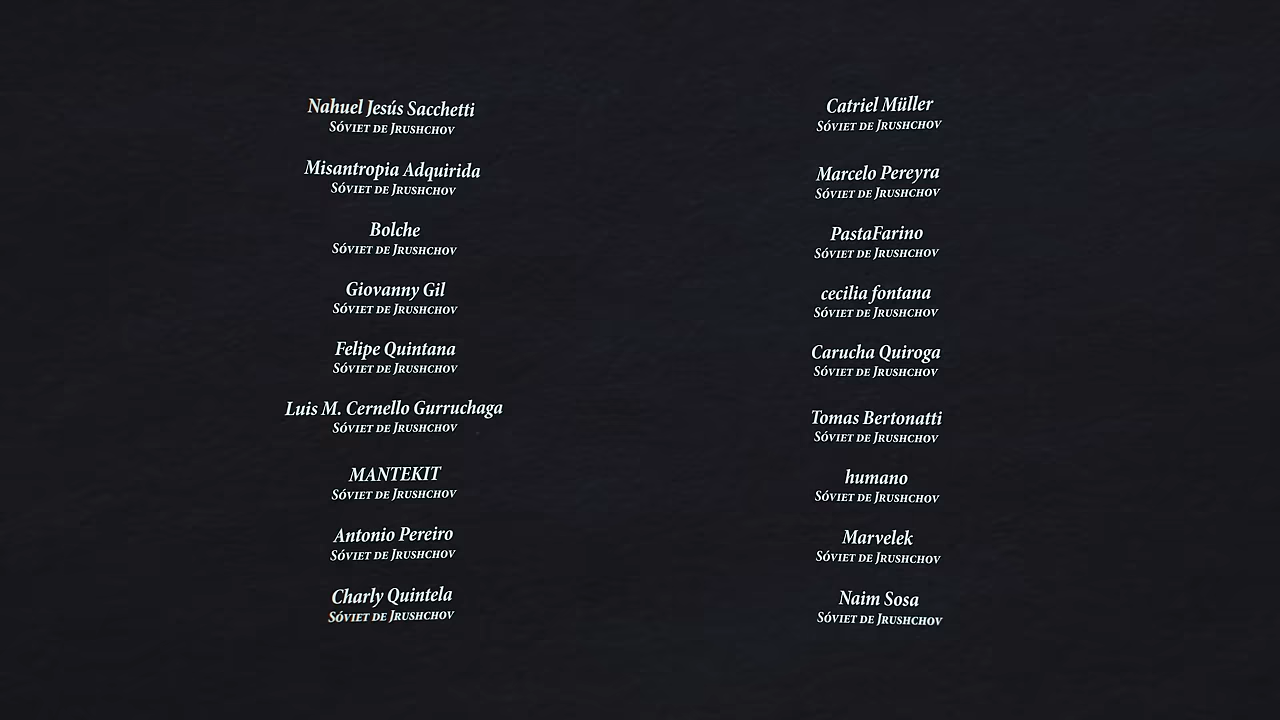 Nahuel Jesús Sacchetti
Sóviet de Jrushchov
Misantropia Adquirida
Sóviet de Jrushchov
Bolche
Sóviet de Jrushchov
Giovanny Gil
Sóviet de Jrushchov
Felipe Quintana
Sóviet de Jrushchov
Luis M. Cernello Gurruchaga
Sóviet de Jrushchov
MANTEKIT
Sóviet de Jrushchov
Antonio Pereiro
Sóviet de Jrushchov
Charly Quintela
Sóviet de Jrushchov
Catriel Müller
Sóviet de Jrushchov
Marcelo Pereyra
Sóviet de Jrushchov
PastaFarino
Sóviet de Jrushchov
cecilia fontana
Sóviet de Jrushchov
Carucha Quiroga
Sóviet de Jrushchov
Tomas Bertonatti
Sóviet de Jrushchov
humano
Sóviet de Jrushchov
Marvelek
Sóviet de Jrushchov
Naim Sosa
Sóviet de Jrushchov